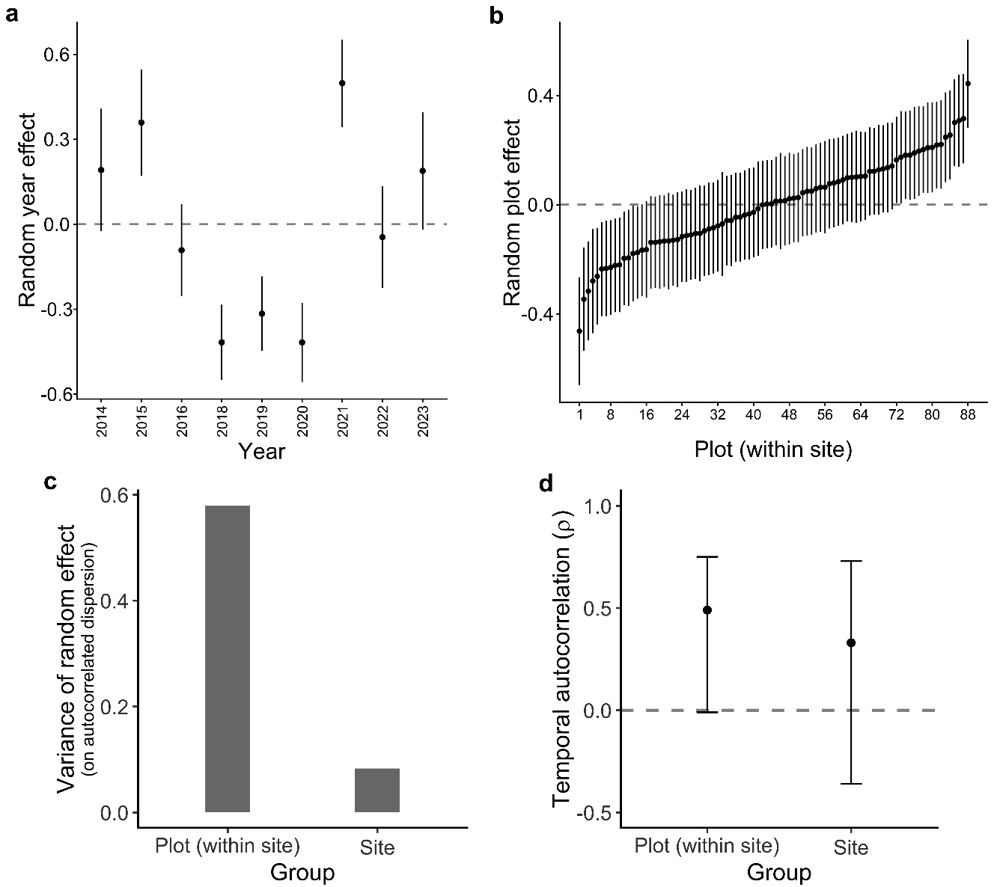 a
Random year effect
0.6
0.3
0.0
-0.3
-0.6
2014 2015 2016 2018 2019 2020 2021 2022 2023
Year
b
Random plot effect
0.4
0.0
-0.4
1 8 16 24 32 40 48 56 64 72 80 88
Plot (within site)
c
Variance of random effect
(on autocorrelated dispersion)
0.6
0.4
0.2
0.0
Plot (within site) Site
Group
d
Temporal autocorrelation (ρ)
1.0
0.5
0.0
-0.5
Plot (within site) Site
Group